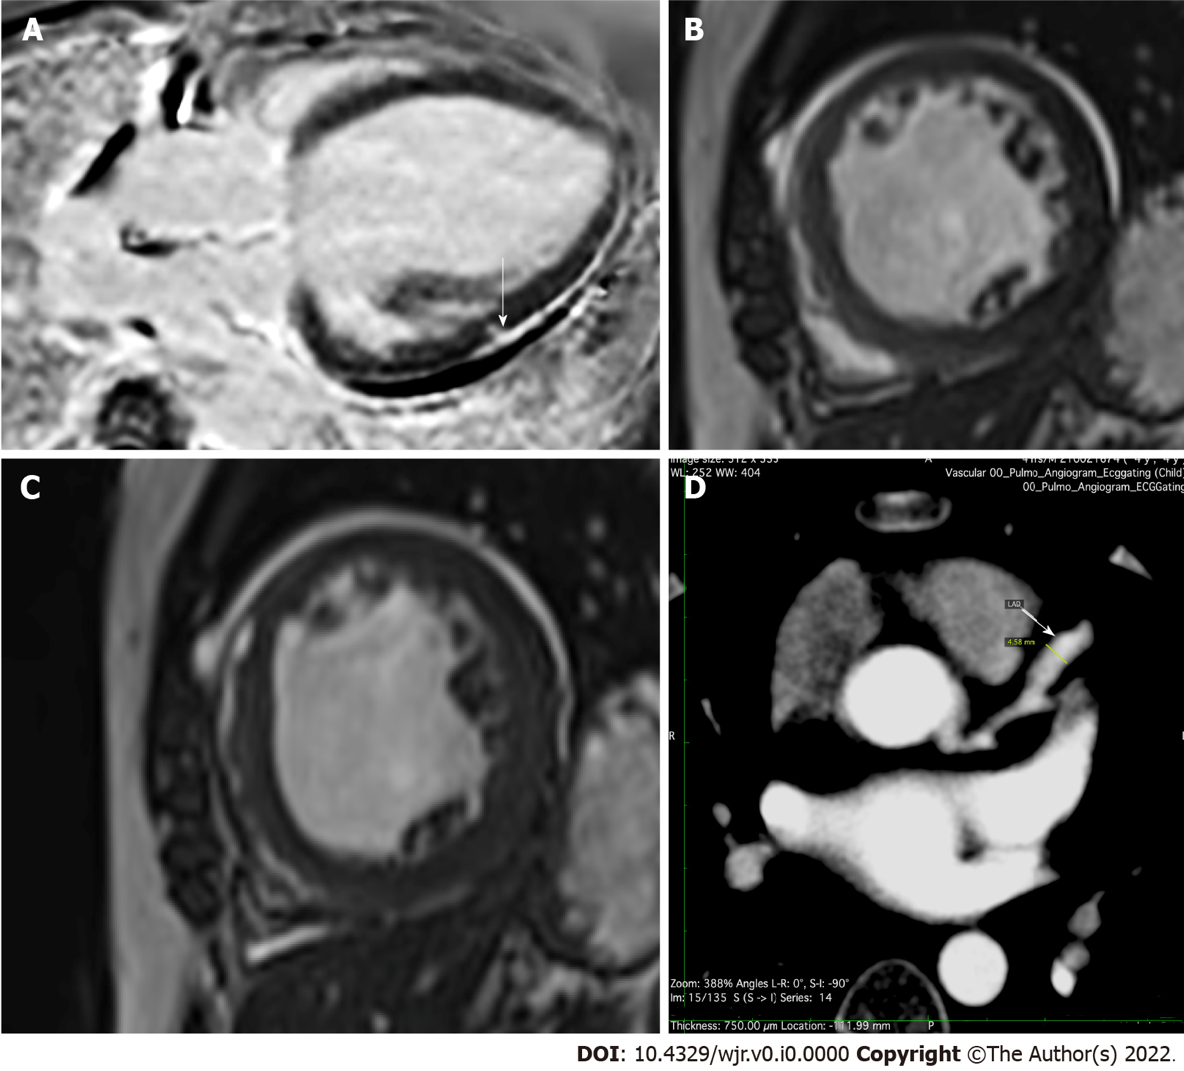 A
B
C
D
A
WL: 252 WW: 404
Vascular 00_Pulmo_Angiogram_Ecggating (Child)
00_Pulmo_Angiogram_ECGGating
LAD
4.58 mm
R
Zoom: 388% Angles L-R: 0°, S-I: -90°
Im: 15/135 S (S -> I) Series: 14
Thickness: 750.00 µm Location: -111.99 mm
P
DOI: 10.4329/wjr.v0.i0.0000 Copyright ©The Author(s) 2022.